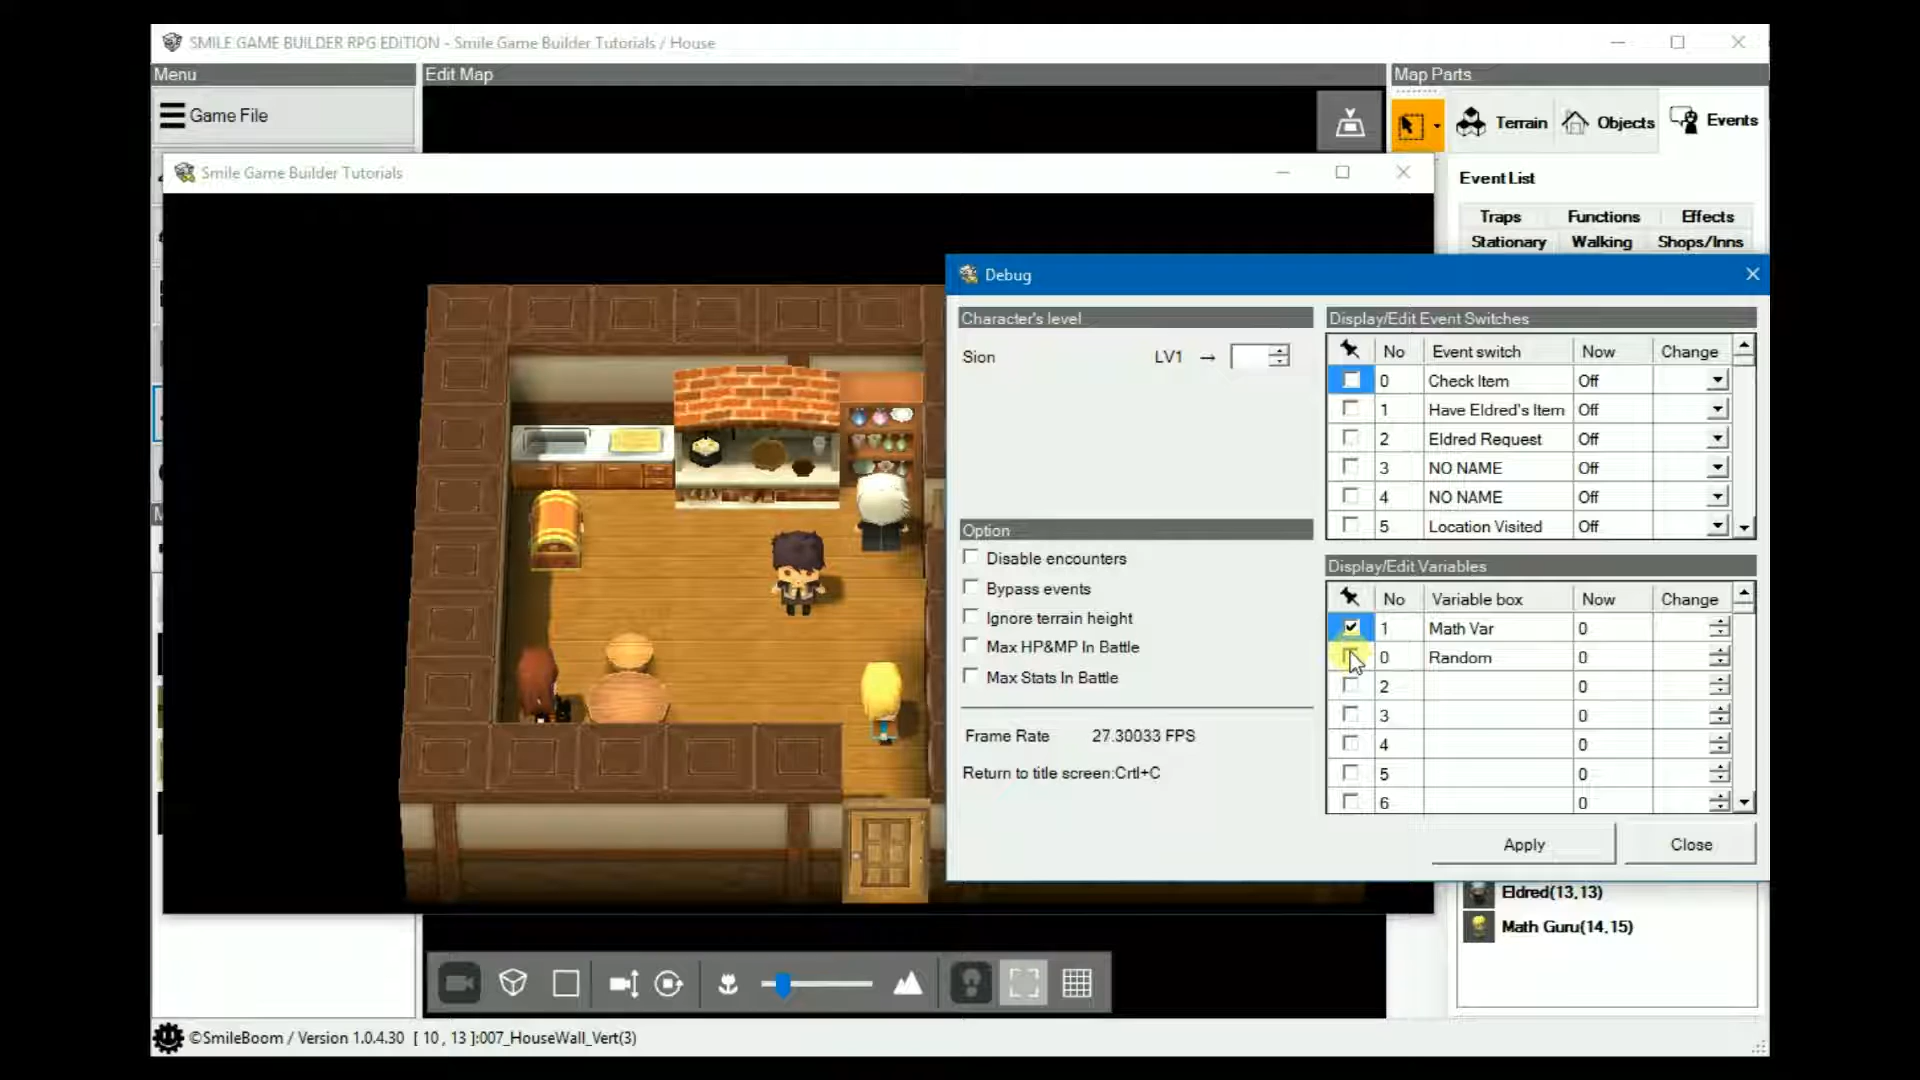 SMILE GAME BUILDER RPG EDITION - Smile Game Builder Tutorials / House
Menu
Edit Map
Map Parts
Game File
Terrain
Objects
Events
Smile Game Builder Tutorials
Event List
Traps Functions Effects
Stationary Walking Shops/Inns
Debug
Character's level
Sion LV1 →
Option
Disable encounters
Bypass events
Ignore terrain height
Max HP&MP In Battle
Max Stats In Battle
Frame Rate 27.30033 FPS
Return to title screen:Crtl+C
Display/Edit Event Switches
No Event switch Now Change
0 Check Item Off
1 Have Eldred's Item Off
2 Eldred Request Off
3 NO NAME Off
4 NO NAME Off
5 Location Visited Off
Display/Edit Variables
No Variable box Now Change
1 Math Var 0
0 Random 0
2 0
3 0
4 0
5 0
6 0
Apply
Close
Eldred(13,13)
Math Guru(14,15)
©SmileBoom / Version 1.0.4.30 [ 10 , 13 ]:007_HouseWall_Vert(3)